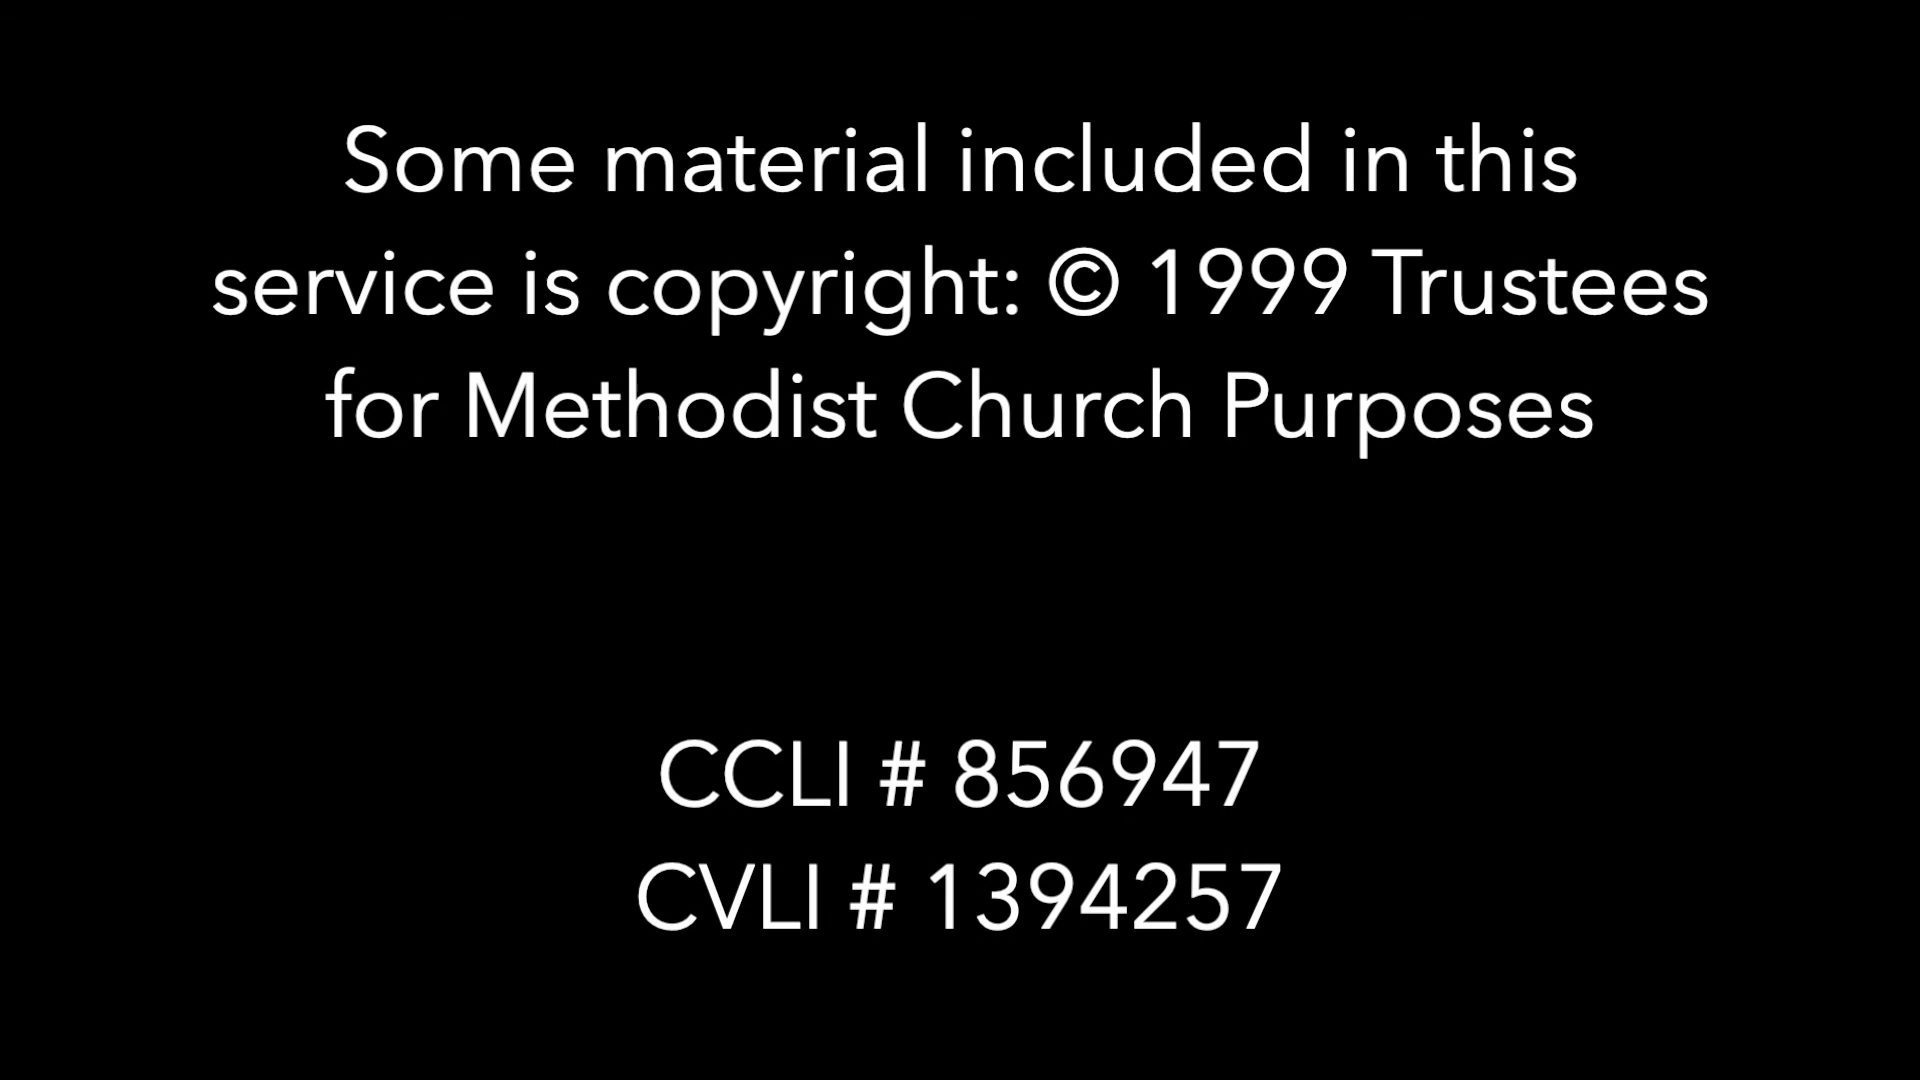 Some material included in this
service is copyright: © 1999 Trustees
for Methodist Church Purposes
CCLI # 856947
CVLI # 1394257